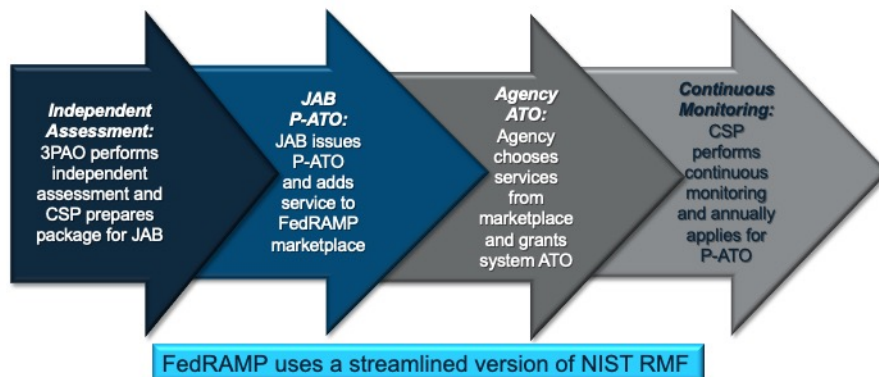 Independent
Assessment:
3PAO performs
independent
assessment and
CSP prepares
package for JAB
JAB
P-ATO:
JAB issues
P-ATO
and adds
service to
FedRAMP
marketplace
Agency
ATO:
Agency
chooses
services
from
marketplace
and grants
system ATO
Continuous
Monitoring:
CSP
performs
continuous
monitoring
and annually
applies for
P-ATO
FedRAMP uses a streamlined version of NIST RMF